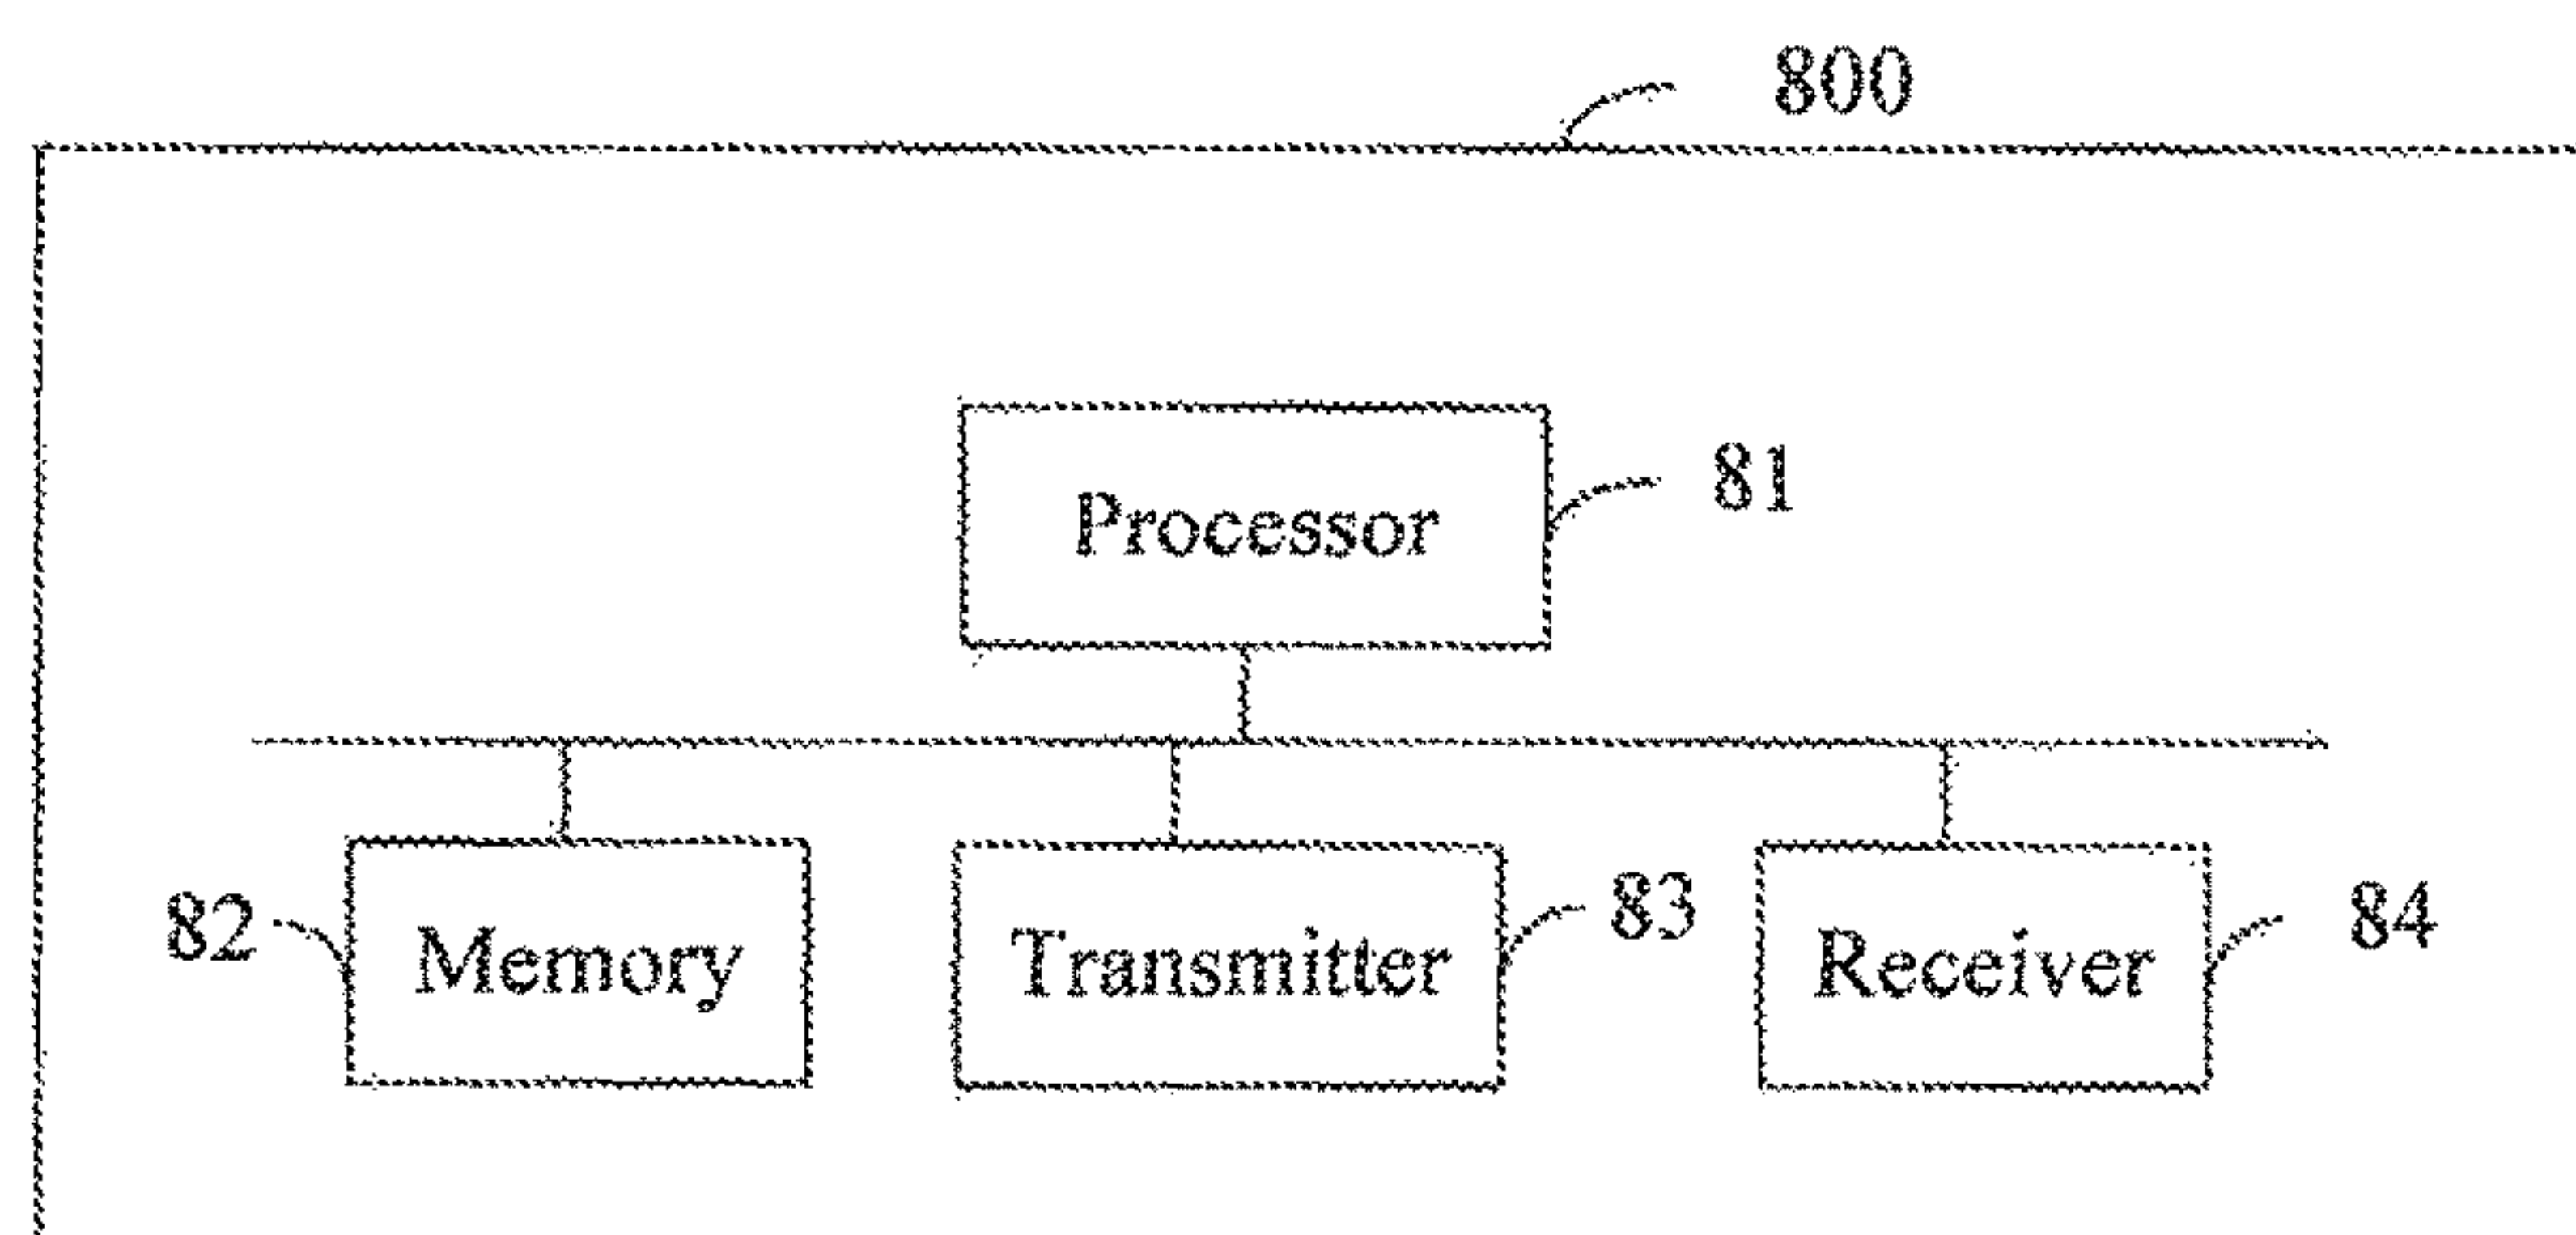 800
Processor
81
82
Memory
Transmitter
83
Receiver
84